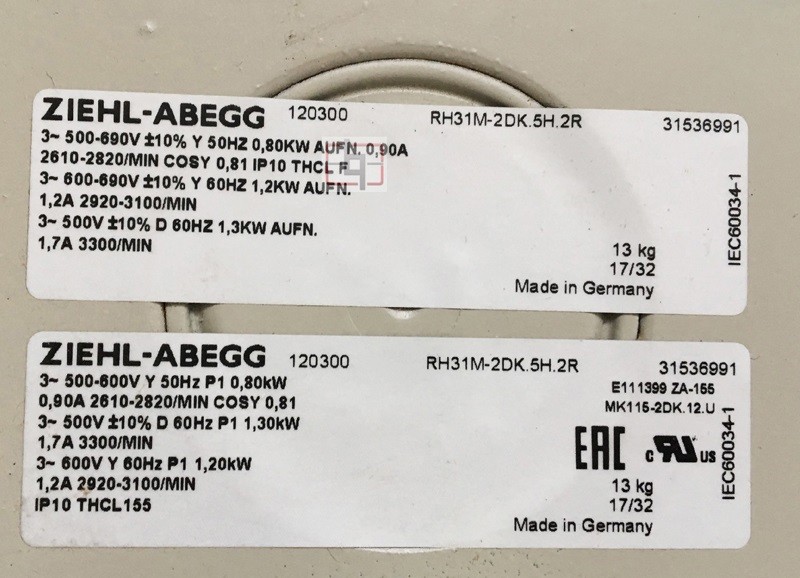 ZIEHL-ABEGG 120300 RH31M-2DK.5H.2R 31536991
3~ 500-690V ±10% Y 50HZ 0,80KW AUFN. 0,90A
2610-2820/MIN COSY 0,81 IP10 THCL F
3~ 600-690V ±10% Y 60HZ 1,2KW AUFN.
1,2A 2920-3100/MIN
3~ 500V ±10% D 60HZ 1,3KW AUFN.
1,7A 3300/MIN
13 kg
17/32
Made in Germany
IEC60034-1
ZIEHL-ABEGG 120300 RH31M-2DK.5H.2R 31536991
3~ 500-600V Y 50Hz P1 0,80kW
0,90A 2610-2820/MIN COSY 0,81
3~ 500V ±10% D 60Hz P1 1,30kW
1,7A 3300/MIN
3~ 600V Y 60Hz P1 1,20kW
1,2A 2920-3100/MIN
IP10 THCL155
E111399 ZA-155
MK115-2DK.12.U
EAC c RU US
13 kg
17/32
Made in Germany
IEC60034-1